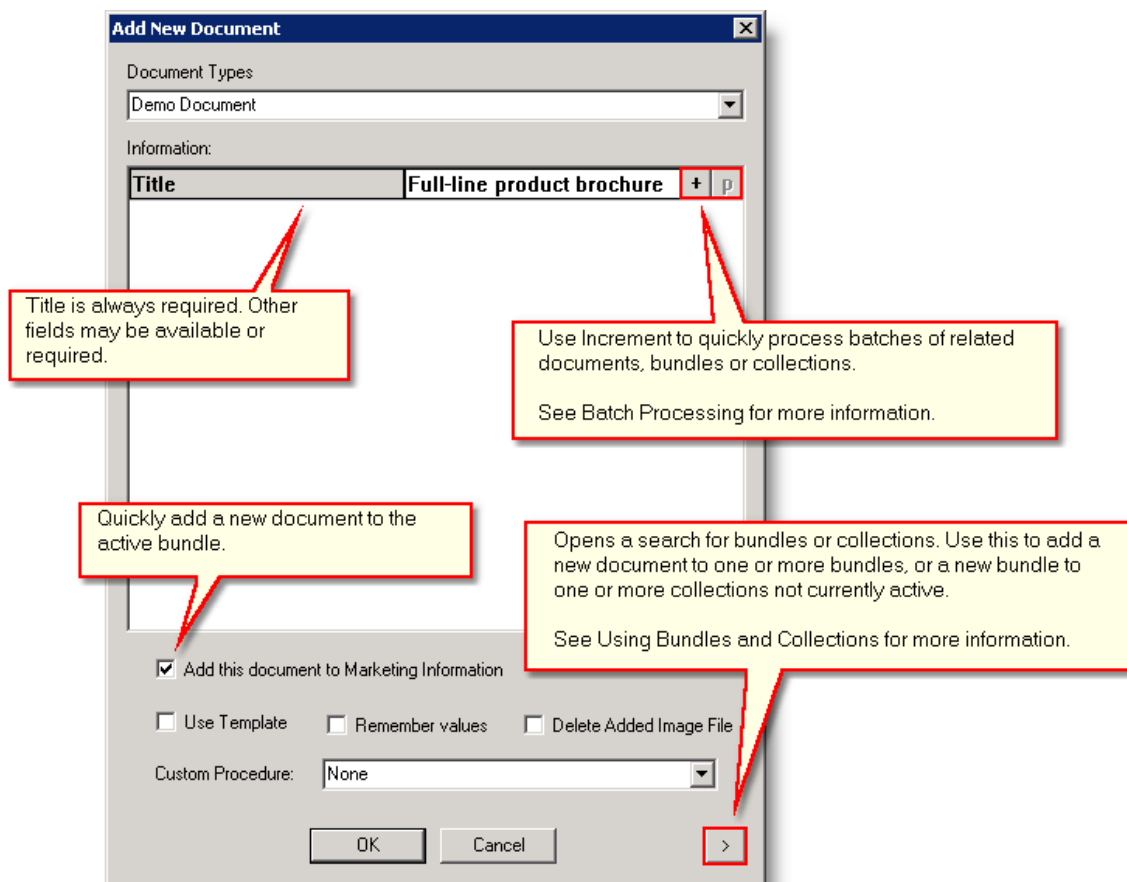 Add New Document
Document Types
Demo Document
Information:
Title Full-line product brochure + p
Title is always required. Other
fields may be available or
required.
Use Increment to quickly process batches of related
documents, bundles or collections.
See Batch Processing for more information.
Quickly add a new document to the
active bundle.
Opens a search for bundles or collections. Use this to add a
new document to one or more bundles, or a new bundle to
one or more collections not currently active.
See Using Bundles and Collections for more information.
Add this document to Marketing Information
Use Template Remember values Delete Added Image File
Custom Procedure: None
OK Cancel >